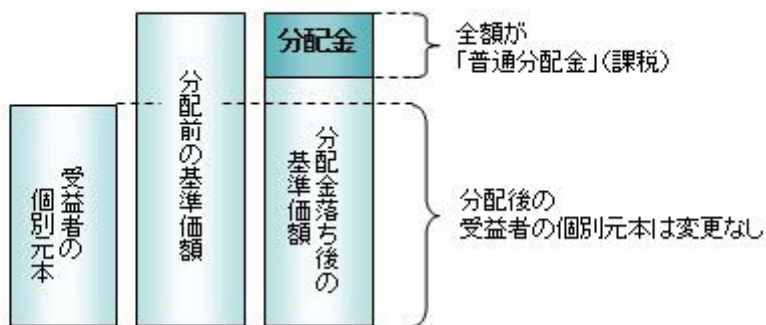 受益者の
個別元本
分配前の基準価額
分配金
分配金落ち後の
基準価額
全額が
「普通分配金」(課税)
分配後の
受益者の個別元本は変更なし